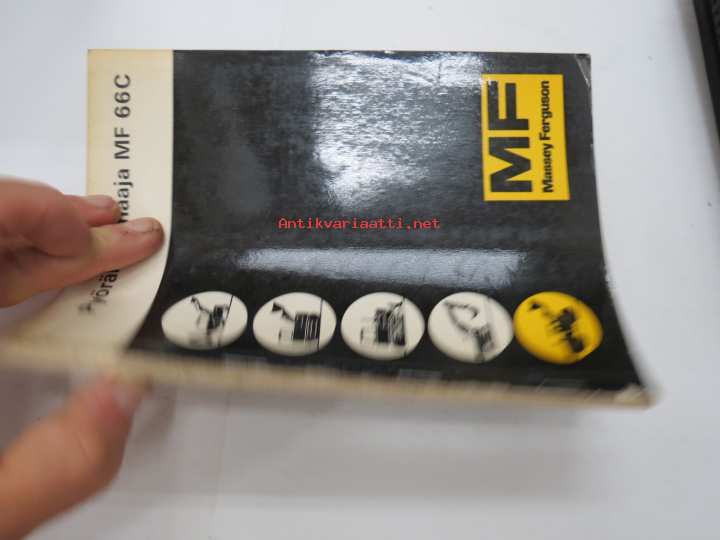 MF
Massey Ferguson
MF 66C
Antikvariaatti.net